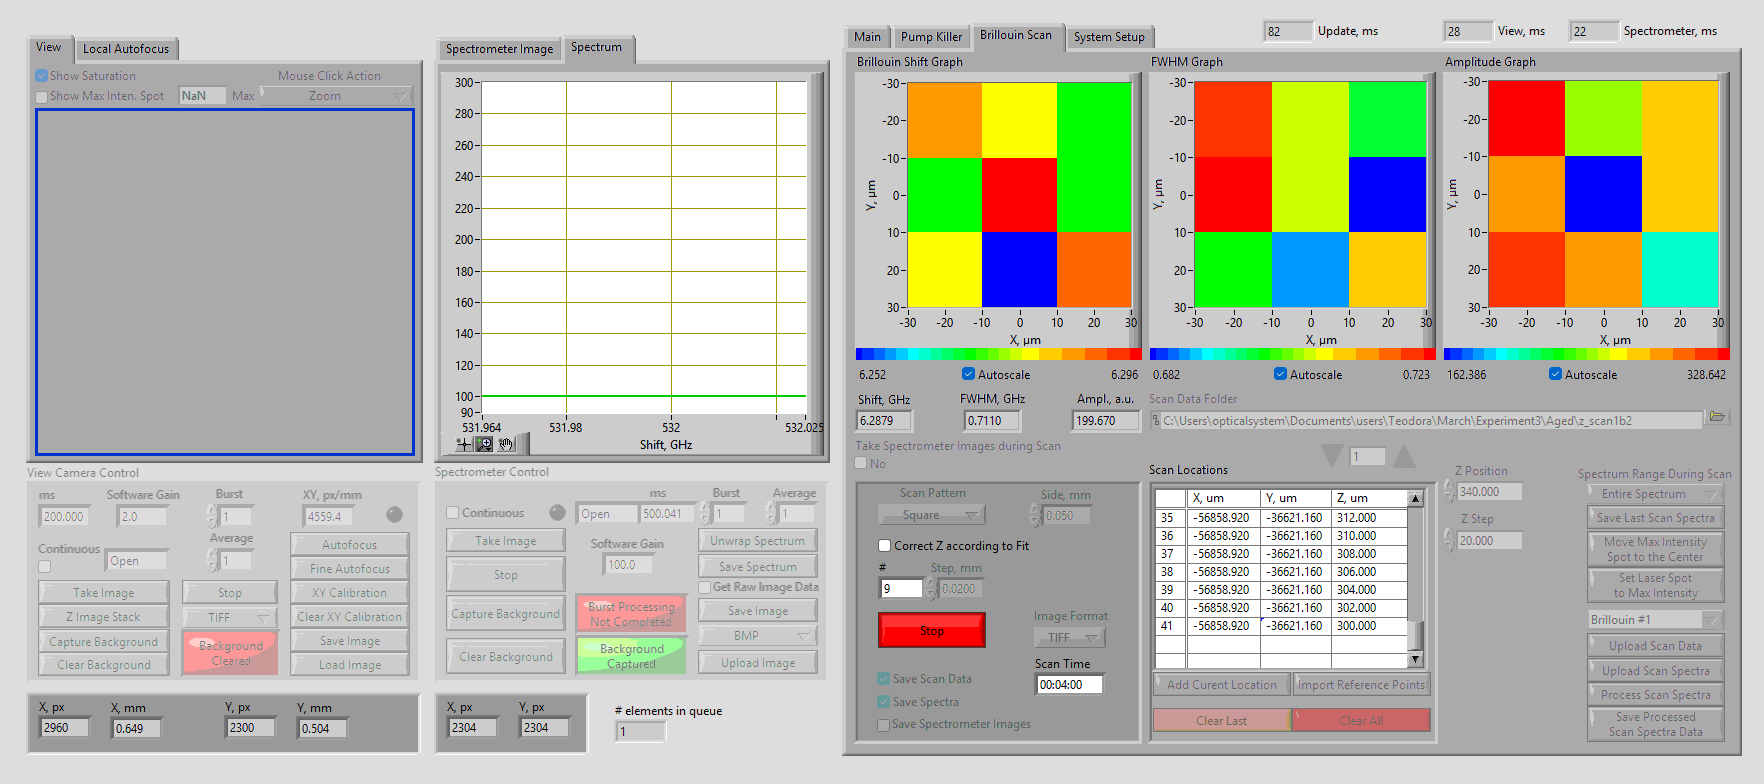 View
Local Autofocus
Show Saturation
Mouse Click Action
Show Max Inten. Spot
NaN
Max
Zoom
View Camera Control
ms
Software Gain
Burst
XY, px/mm
200.000
2.0
1
4559.4
Average
Continuous
Open
1
Autofocus
Fine Autofocus
Take Image
Stop
XY Calibration
Z Image Stack
TIFF
Clear XY Calibration
Capture Background
Background
Cleared
Save Image
Clear Background
Load Image
X, px
X, mm
Y, px
Y, mm
2960
0.649
2300
0.504
Spectrometer Image
Spectrum
300
280
260
240
220
200
180
160
140
120
100
90
531.964
531.98
532
532.025
Shift, GHz
Spectrometer Control
ms
Burst
Average
Continuous
Open
500.041
1
1
Take Image
Software Gain
Unwrap Spectrum
Stop
100.0
Save Spectrum
Get Raw Image Data
Capture Background
Burst Processing
Not Completed
Save Image
BMP
Clear Background
Background
Captured
Upload Image
X, px
Y, px
2304
2304
# elements in queue
1
82
Update, ms
28
View, ms
22
Spectrometer, ms
Main
Pump Killer
Brillouin Scan
System Setup
Brillouin Shift Graph
-30
-20
-10
0
10
20
30
Y, µm
-30
-20
-10
0
10
20
30
X, µm
6.252
Autoscale
6.296
FWHM Graph
-30
-20
-10
0
10
20
30
Y, µm
-30
-20
-10
0
10
20
30
X, µm
0.682
Autoscale
0.723
Amplitude Graph
-30
-20
-10
0
10
20
30
Y, µm
-30
-20
-10
0
10
20
30
X, µm
162.386
Autoscale
328.642
Shift, GHz
FWHM, GHz
Ampl., a.u.
6.2879
0.7110
199.670
Scan Data Folder
C:\Users\opticalsystem\Documents\users\Teodora\March\Experiment3\Aged\z_scan1b2
Take Spectrometer Images during Scan
No
Scan Pattern
Side, mm
Square
0.050
Correct Z according to Fit
#
Step, mm
9
0.0200
Stop
Image Format
TIFF
Scan Time
00:04:00
Save Scan Data
Save Spectra
Save Spectrometer Images
1
Scan Locations
X, um Y, um Z, um
35 -56858.920 -36621.160 312.000
36 -56858.920 -36621.160 310.000
37 -56858.920 -36621.160 308.000
38 -56858.920 -36621.160 306.000
39 -56858.920 -36621.160 304.000
40 -56858.920 -36621.160 302.000
41 -56858.920 -36621.160 300.000
Add Curent Location
Import Reference Points
Clear Last
Clear All
Z Position
340.000
Z Step
20.000
Spectrum Range During Scan
Entire Spectrum
Save Last Scan Spectra
Move Max Intensity
Spot to the Center
Set Laser Spot
to Max Intensity
Brillouin #1
Upload Scan Data
Upload Scan Spectra
Process Scan Spectra
Save Processed
Scan Spectra Data